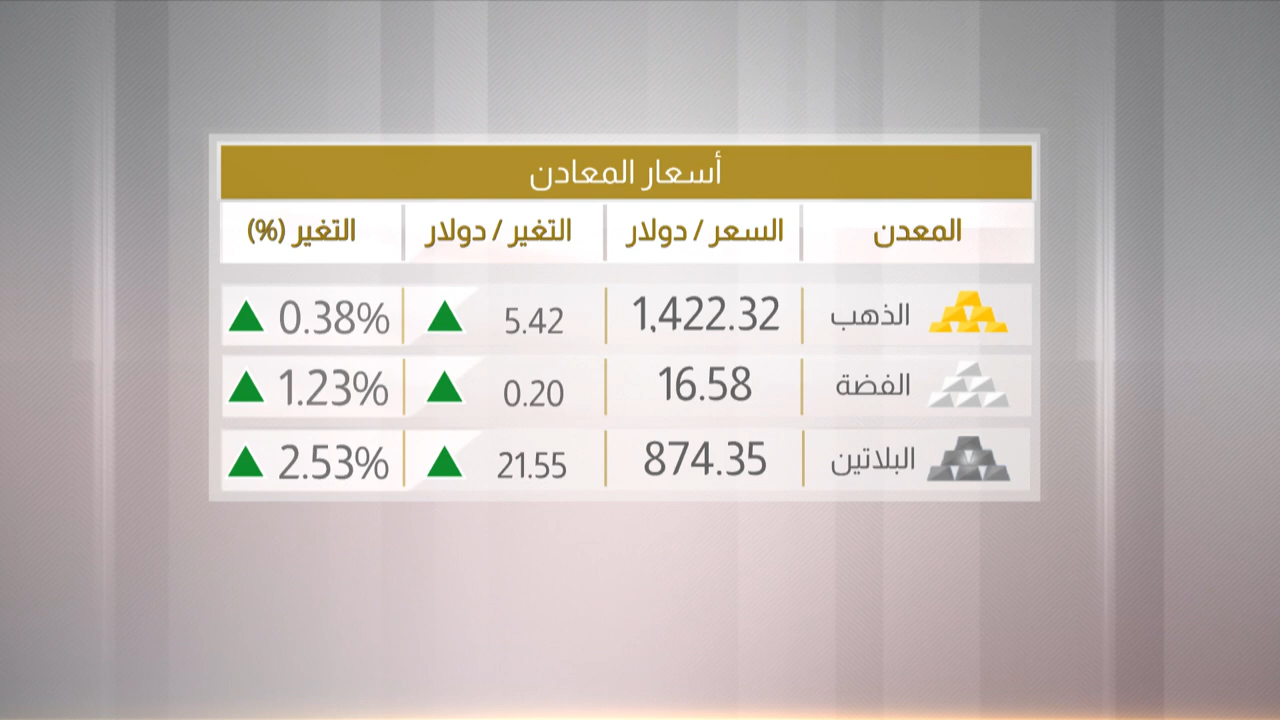 أسعار المعادن
المعدن السعر / دولار التغير / دولار التغير (%)
الذهب 1,422.32 5.42 0.38%
الفضة 16.58 0.20 1.23%
البلاتين 874.35 21.55 2.53%